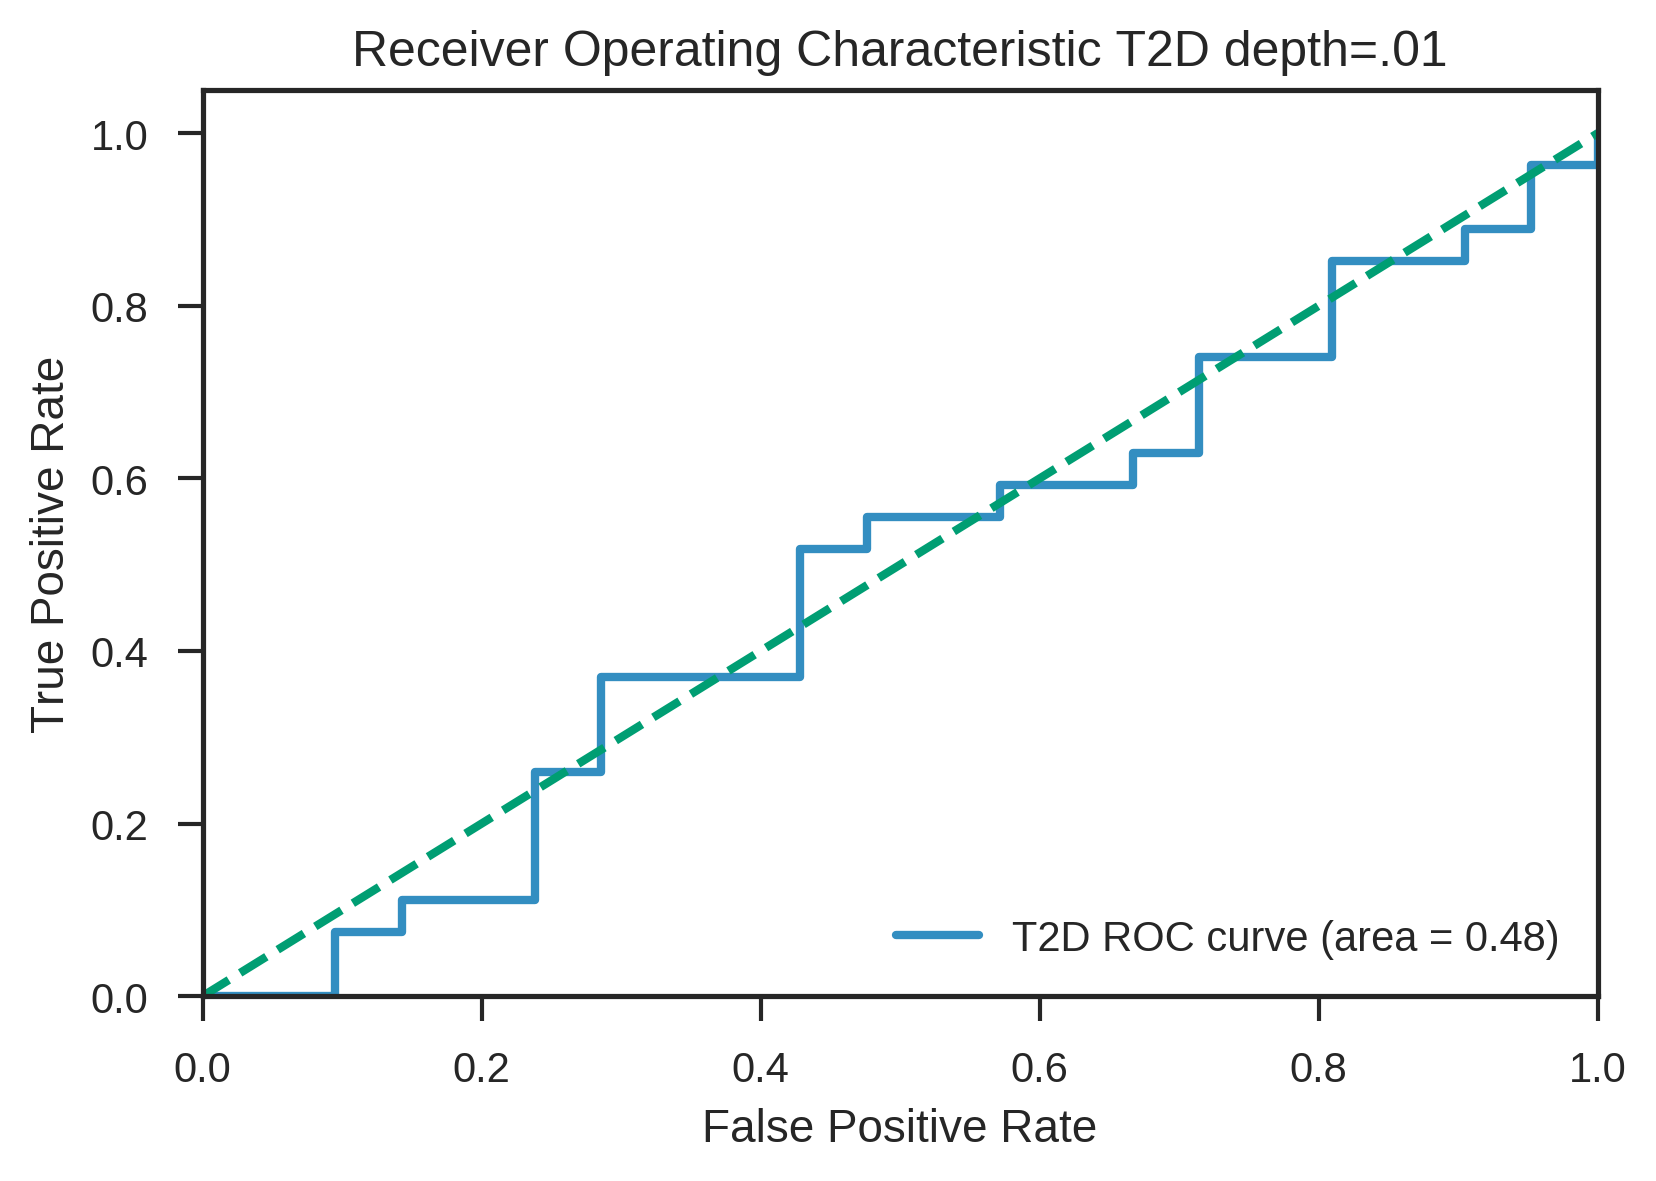 Receiver Operating Characteristic T2D depth=.01
1.0
0.8
0.6
0.4
0.2
0.0
True Positive Rate
T2D ROC curve (area = 0.48)
0.0 0.2 0.4 0.6 0.8 1.0
False Positive Rate